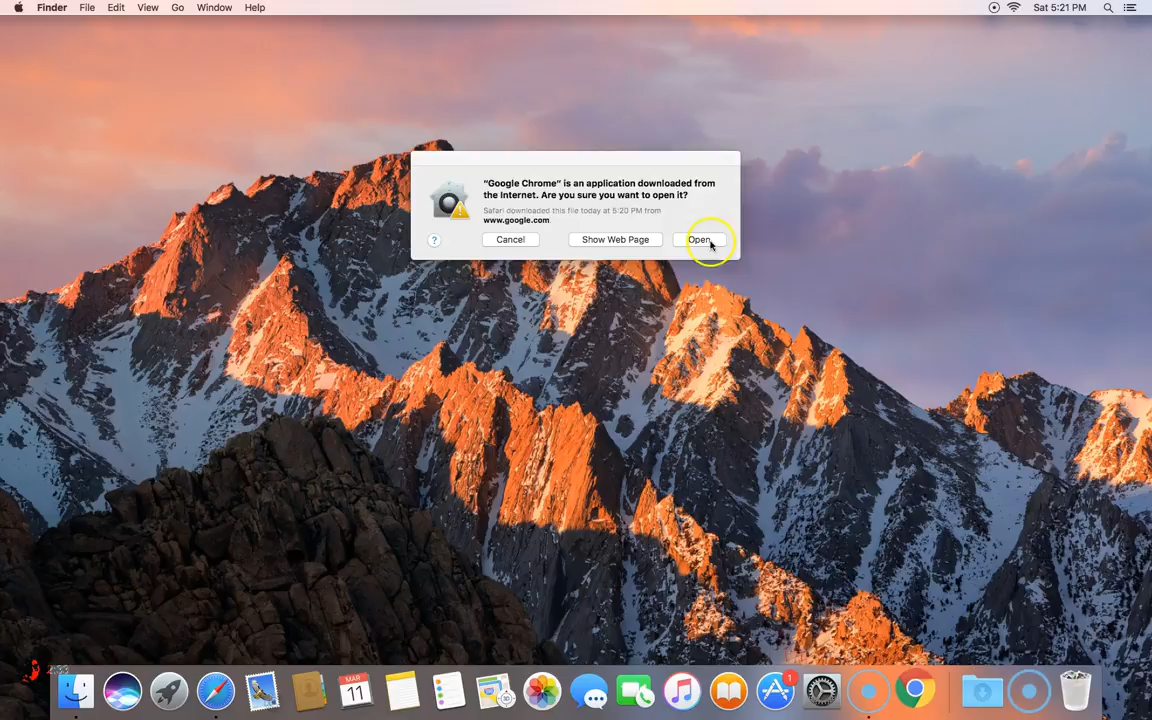 Finder File Edit View Go Window Help Sat 5:21 PM
“Google Chrome” is an application downloaded from
the Internet. Are you sure you want to open it?
Safari downloaded this file today at 5:20 PM from
www.google.com
? Cancel Show Web Page Open
MAR
11
1